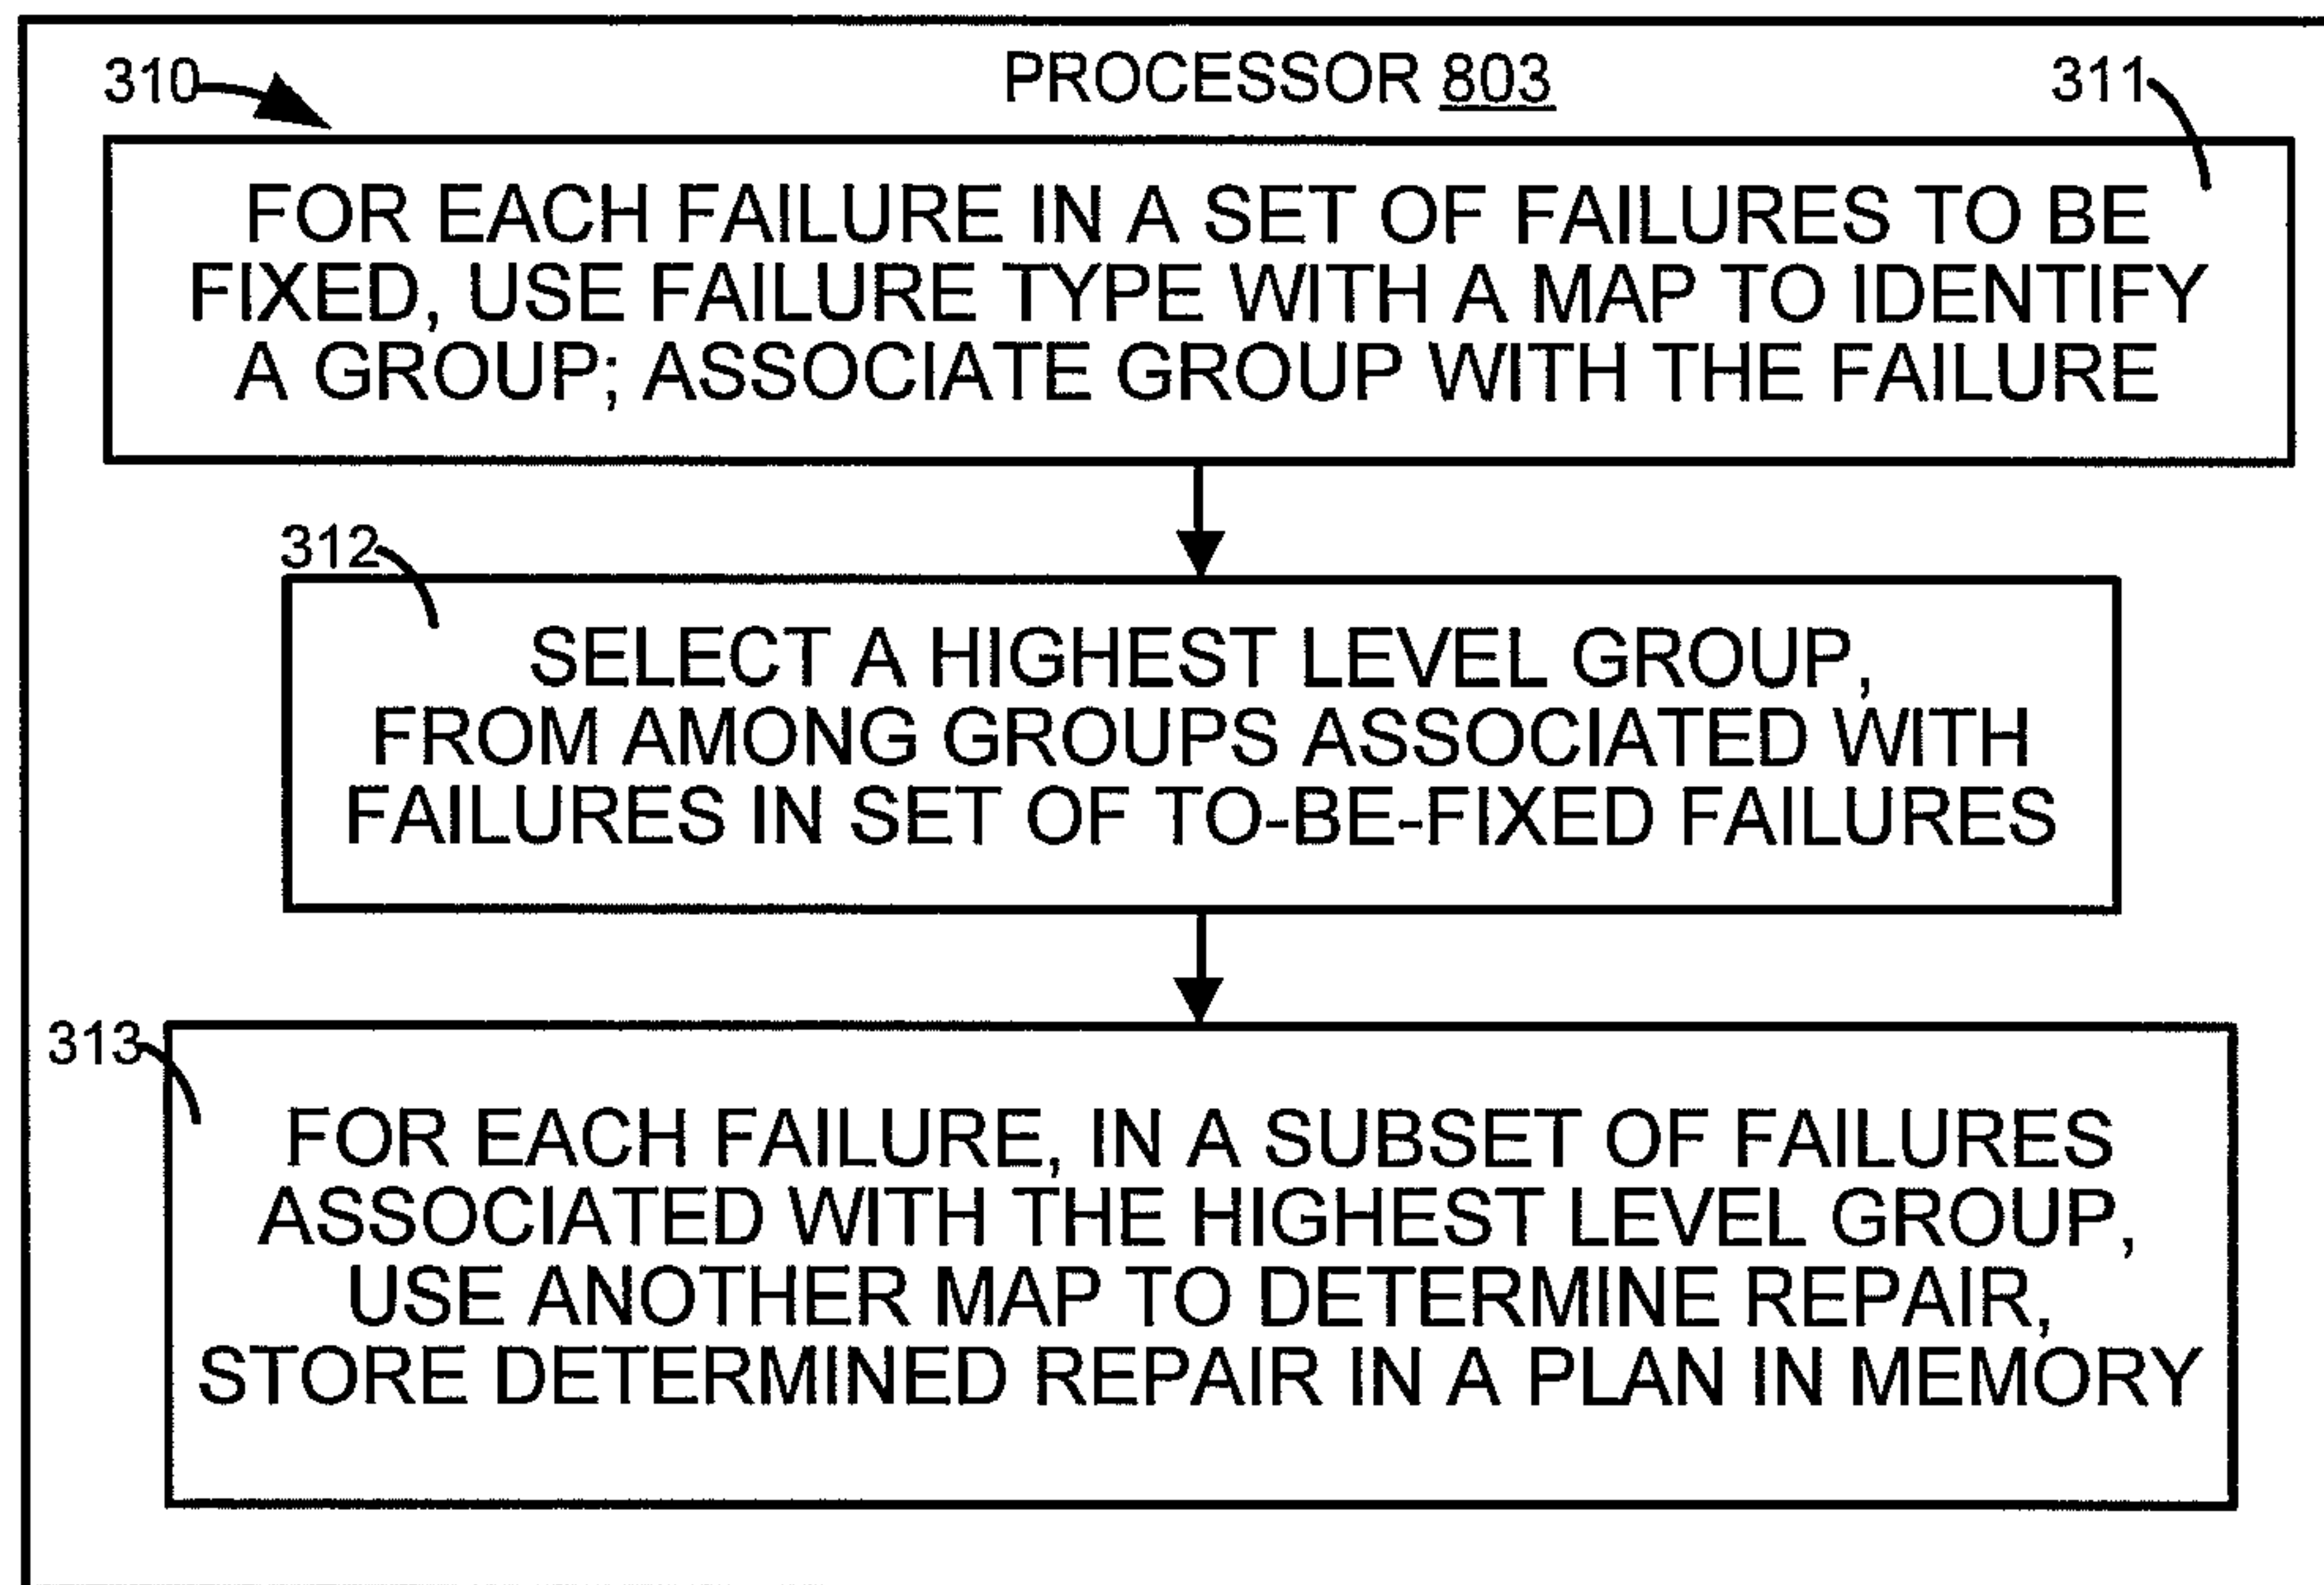 PROCESSOR 803
310
311
FOR EACH FAILURE IN A SET OF FAILURES TO BE
FIXED, USE FAILURE TYPE WITH A MAP TO IDENTIFY
A GROUP; ASSOCIATE GROUP WITH THE FAILURE
312
SELECT A HIGHEST LEVEL GROUP,
FROM AMONG GROUPS ASSOCIATED WITH
FAILURES IN SET OF TO-BE-FIXED FAILURES
313
FOR EACH FAILURE, IN A SUBSET OF FAILURES
ASSOCIATED WITH THE HIGHEST LEVEL GROUP,
USE ANOTHER MAP TO DETERMINE REPAIR,
STORE DETERMINED REPAIR IN A PLAN IN MEMORY